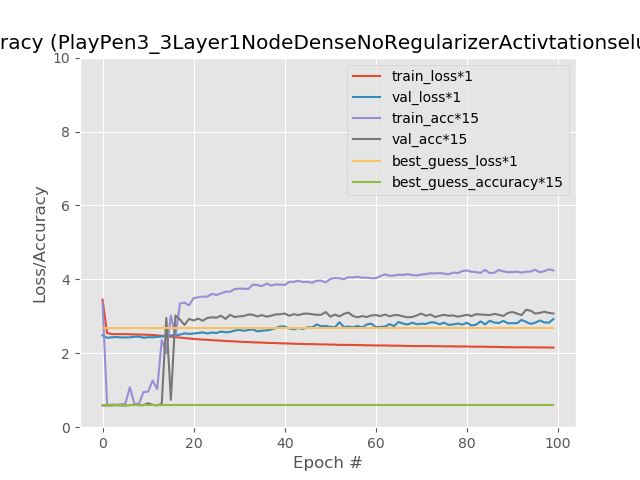 racy (PlayPen3_3Layer1NodeDenseNoRegularizerActivtationselu
10
8
6
4
2
0
Loss/Accuracy
train_loss*1
val_loss*1
train_acc*15
val_acc*15
best_guess_loss*1
best_guess_accuracy*15
0 20 40 60 80 100
Epoch #